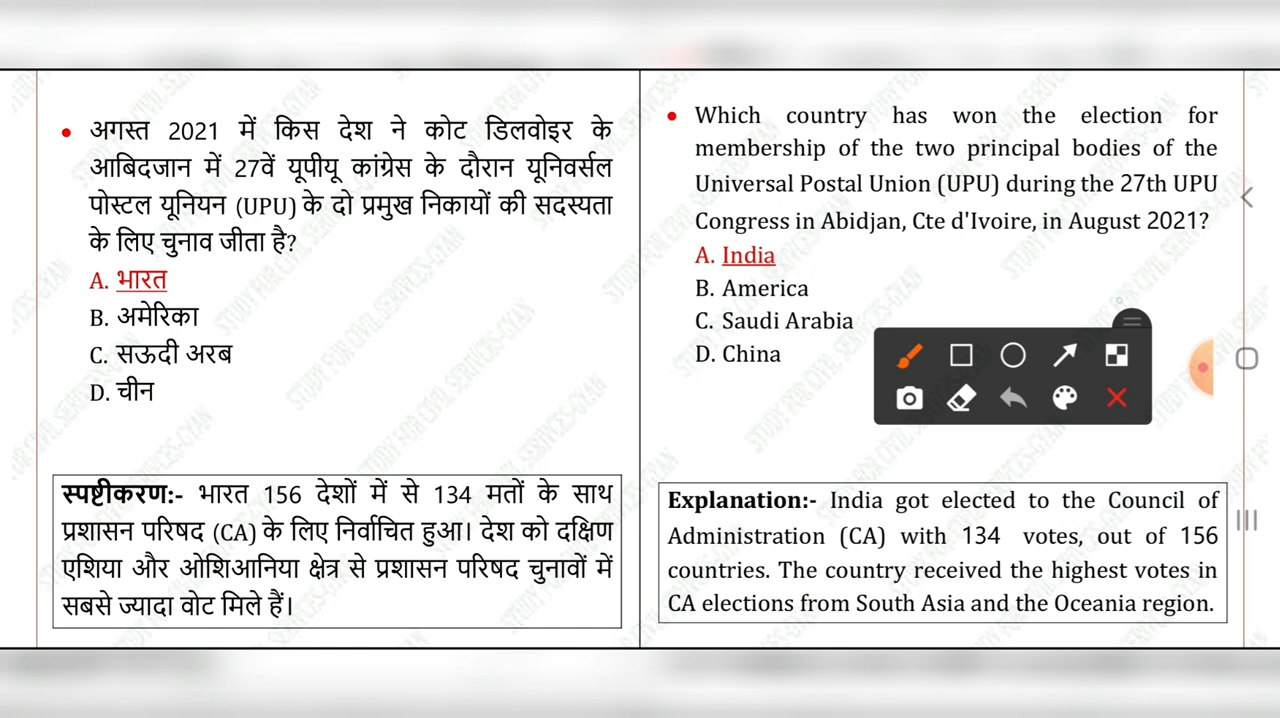 • अगस्त 2021 में किस देश ने कोट डिलवोइर के
आबिदजान में 27वें यूपीयू कांग्रेस के दौरान यूनिवर्सल
पोस्टल यूनियन (UPU) के दो प्रमुख निकायों की सदस्यता
के लिए चुनाव जीता है?
A. भारत
B. अमेरिका
C. सऊदी अरब
D. चीन
स्पष्टीकरण:- भारत 156 देशों में से 134 मतों के साथ
प्रशासन परिषद (CA) के लिए निर्वाचित हुआ। देश को दक्षिण
एशिया और ओशिआनिया क्षेत्र से प्रशासन परिषद चुनावों में
सबसे ज्यादा वोट मिले हैं।
• Which country has won the election for
membership of the two principal bodies of the
Universal Postal Union (UPU) during the 27th UPU
Congress in Abidjan, Cte d'Ivoire, in August 2021?
A. India
B. America
C. Saudi Arabia
D. China
Explanation:- India got elected to the Council of
Administration (CA) with 134 votes, out of 156
countries. The country received the highest votes in
CA elections from South Asia and the Oceania region.
STUDY FOR CIVIL SERVICES-GYAN